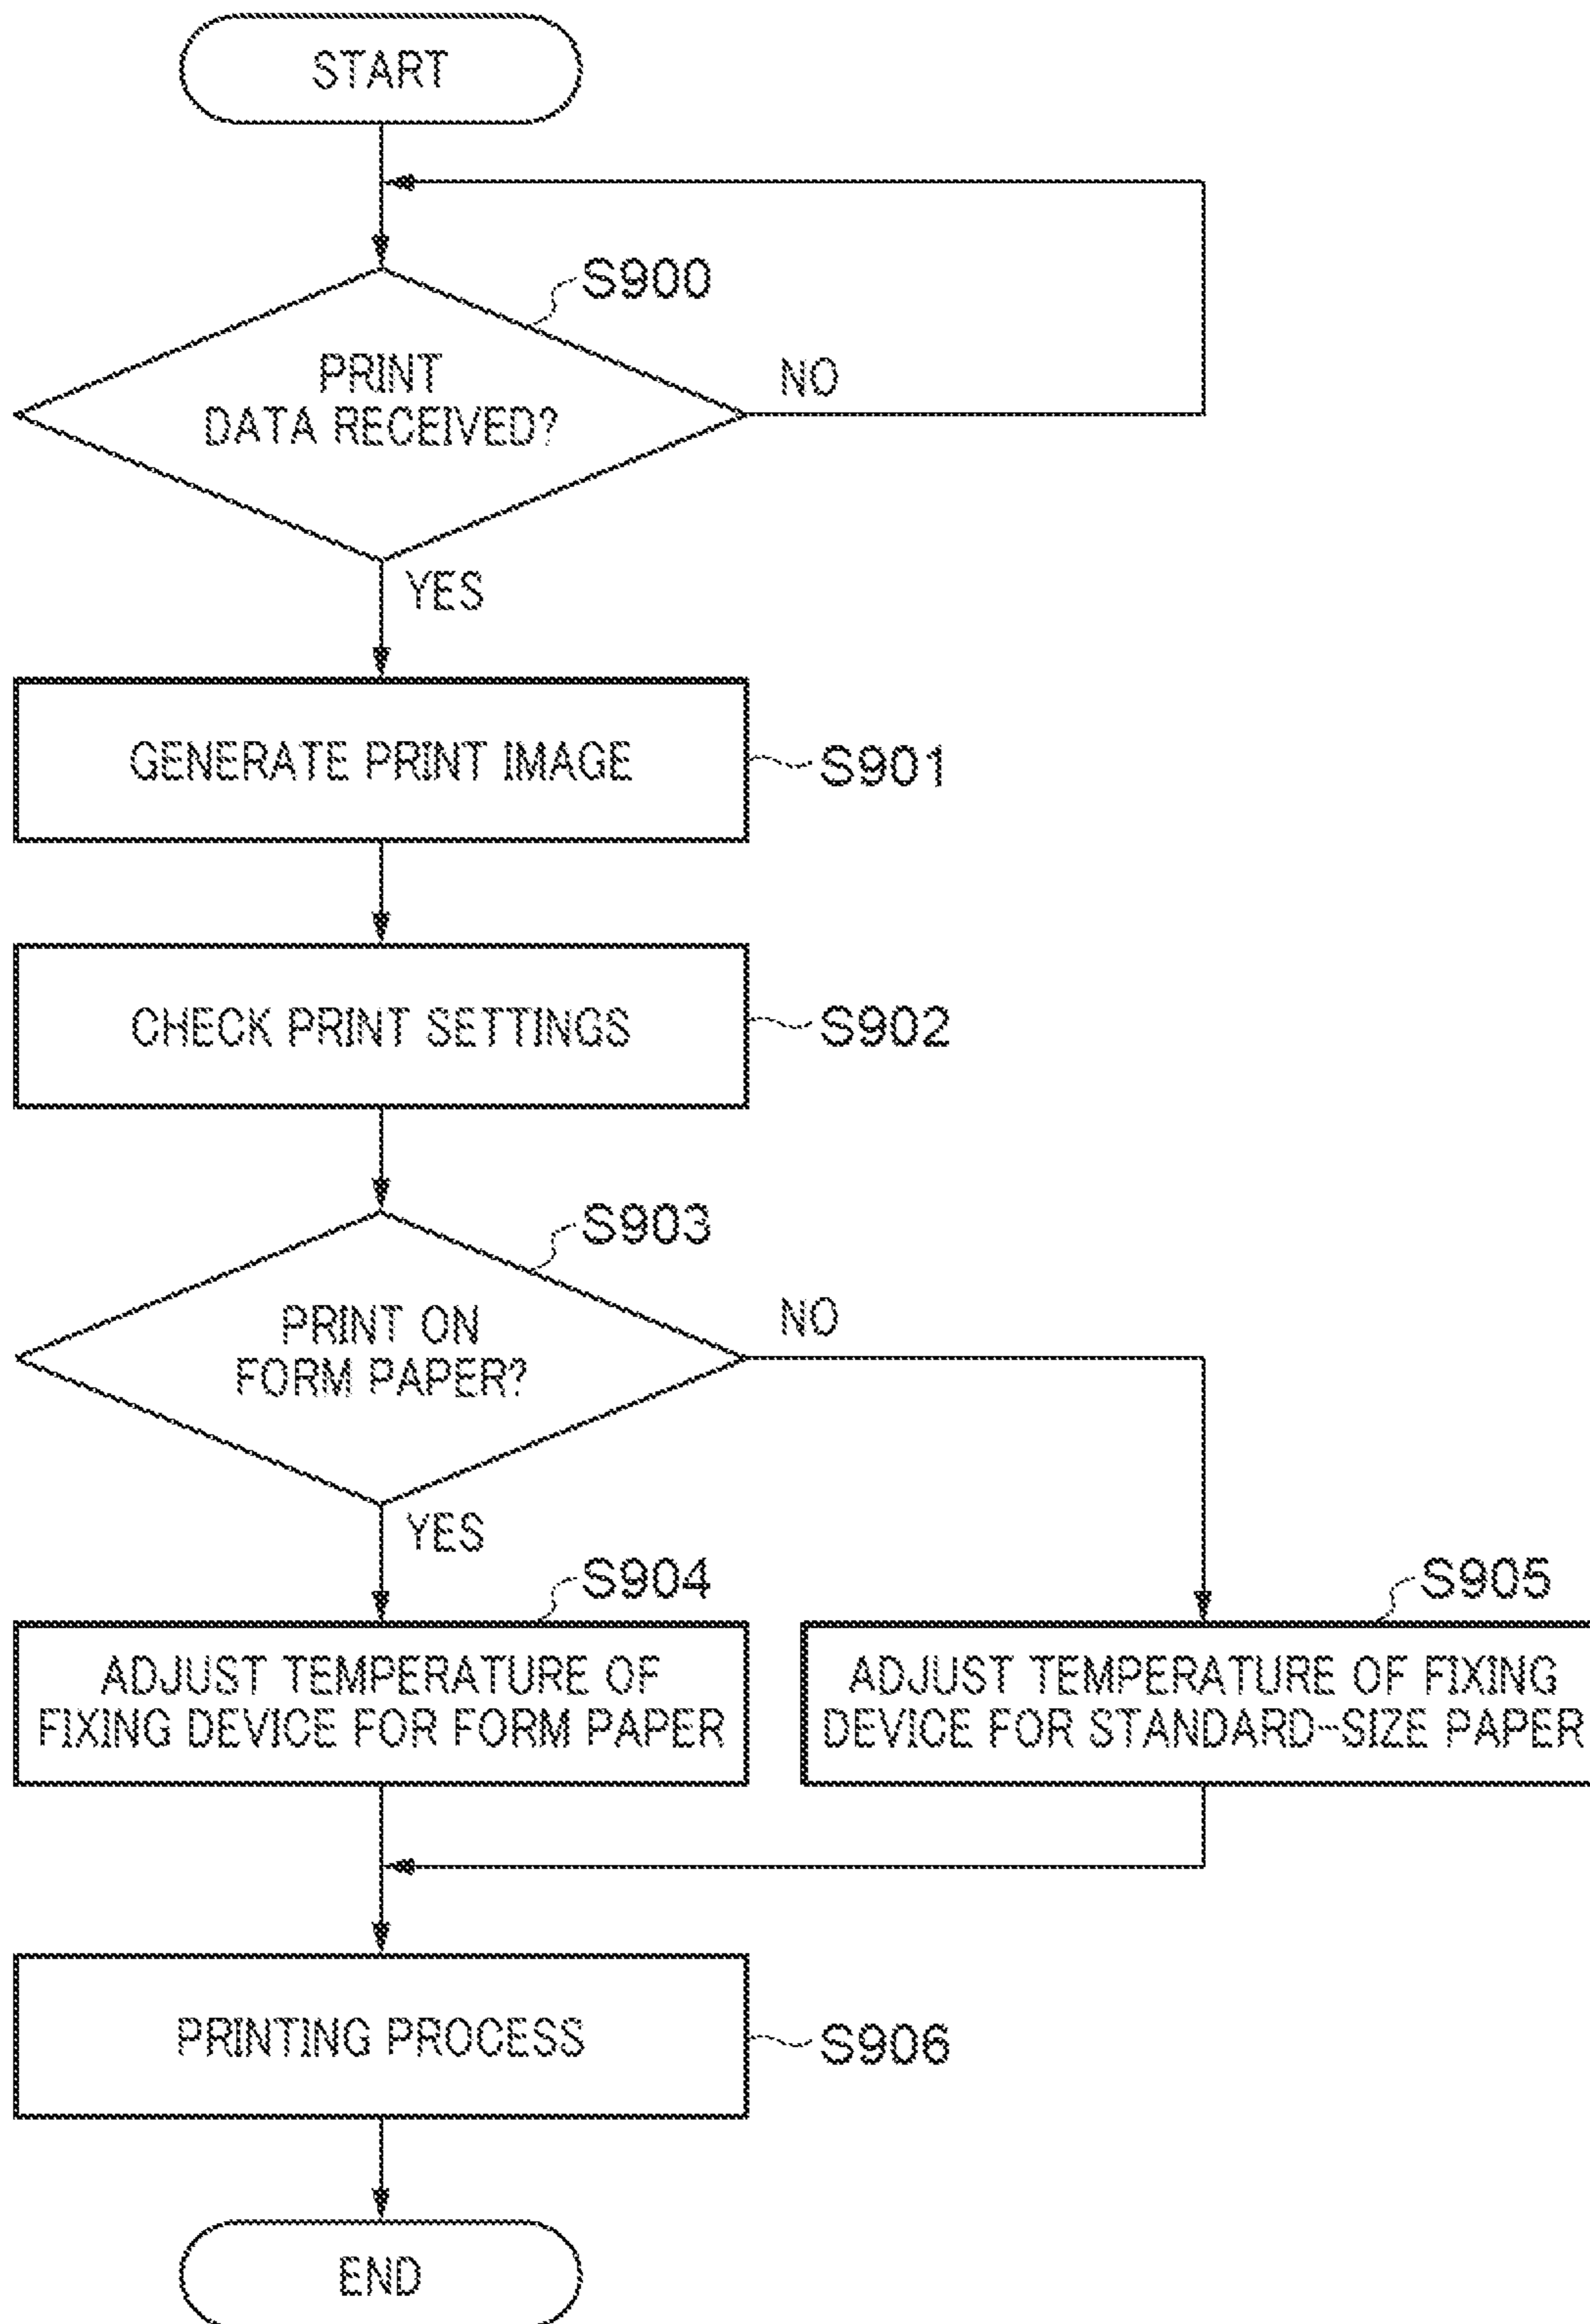 START
S900
PRINT
DATA RECEIVED?
NO
YES
GENERATE PRINT IMAGE
S901
CHECK PRINT SETTINGS
S902
S903
PRINT ON
FORM PAPER?
NO
YES
S904
ADJUST TEMPERATURE OF
FIXING DEVICE FOR FORM PAPER
S905
ADJUST TEMPERATURE OF FIXING
DEVICE FOR STANDARD-SIZE PAPER
PRINTING PROCESS
S906
END